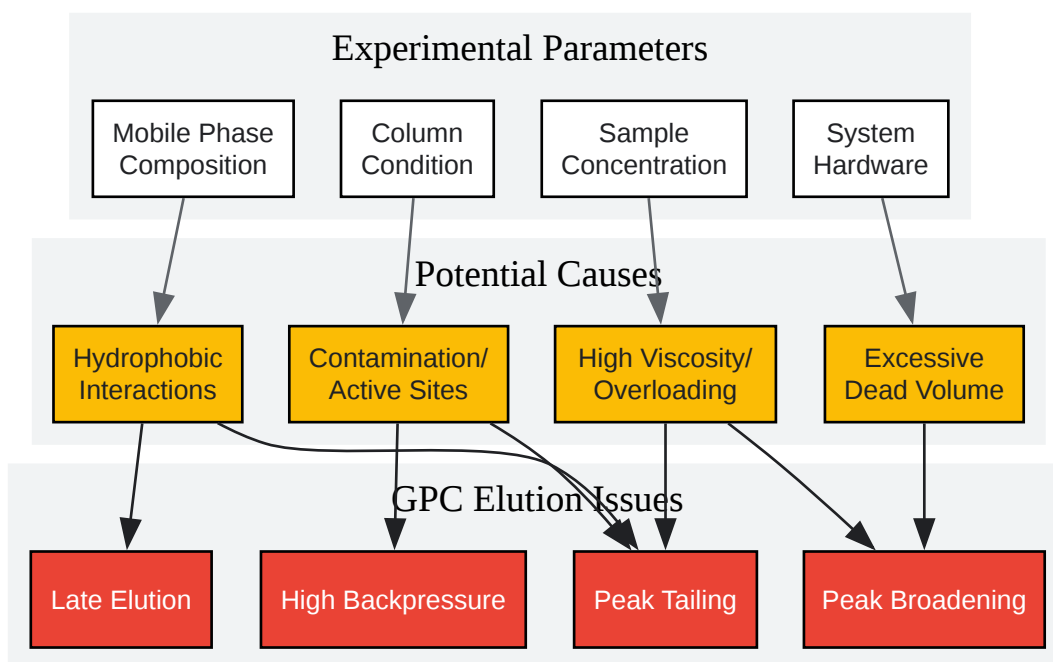 Experimental Parameters
Mobile Phase
Composition
Column
Condition
Sample
Concentration
System
Hardware
Potential Causes
Hydrophobic
Interactions
Contamination/
Active Sites
High Viscosity/
Overloading
Excessive
Dead Volume
GPC Elution Issues
Late Elution
High Backpressure
Peak Tailing
Peak Broadening